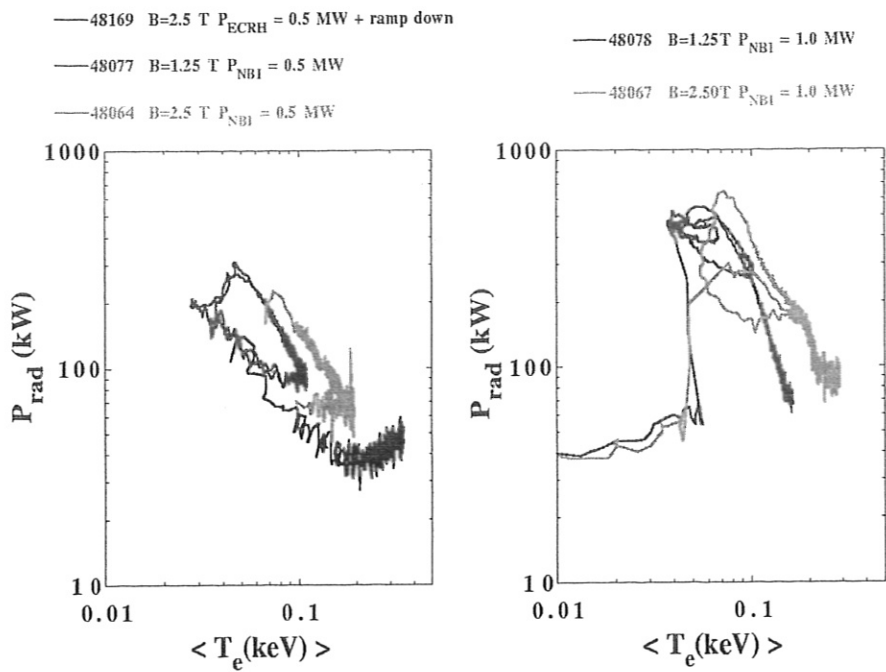 48169 B=2.5 T P_ECRH = 0.5 MW + ramp down
48077 B=1.25 T P_NBI = 0.5 MW
48064 B=2.5 T P_NBI = 0.5 MW
1000
100
10
0.01
0.1
P_rad (kW)
< T_e(keV) >
48078 B=1.25T P_NBI = 1.0 MW
48067 B=2.50T P_NBI = 1.0 MW
1000
100
10
0.01
0.1
P_rad (kW)
< T_e(keV) >